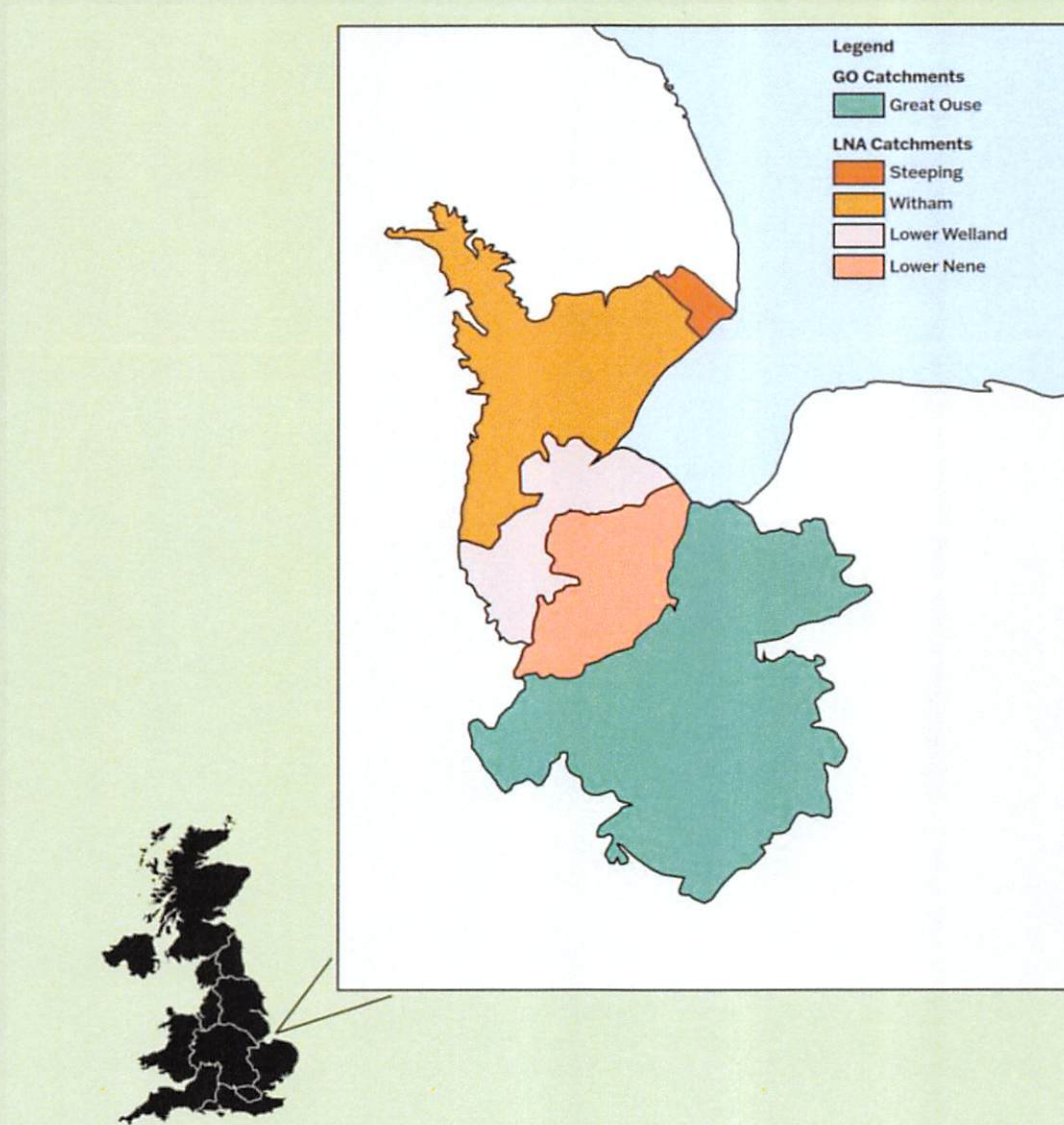 Legend
GO Catchments
Great Ouse
LNA Catchments
Steeping
Witham
Lower Welland
Lower Nene